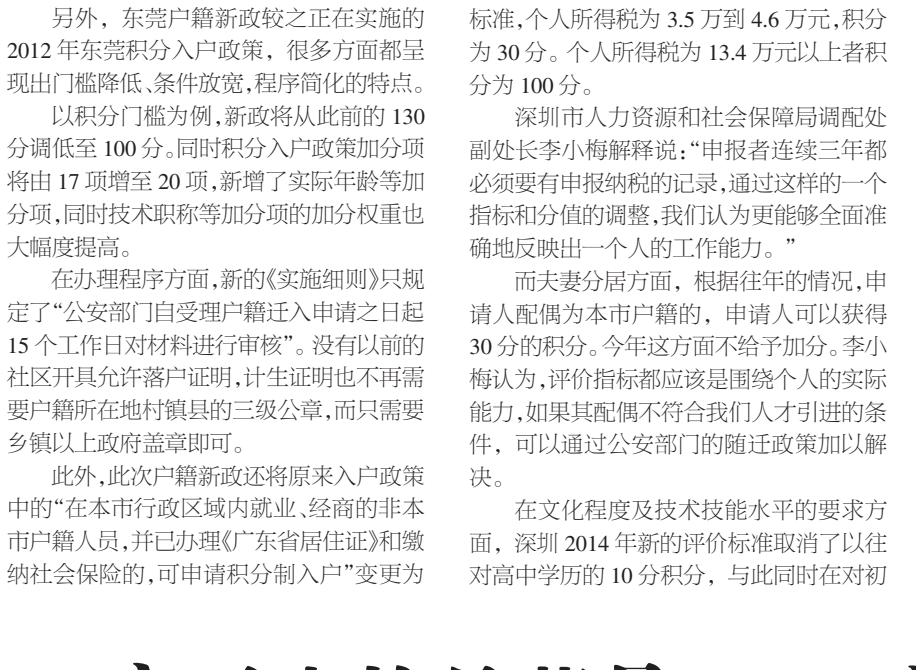 另外，东莞户籍新政较之正在实施的
2012年东莞积分入户政策，很多方面都呈
现出门槛降低、条件放宽,程序简化的特点。
以积分门槛为例,新政将从此前的130
分调低至100分。同时积分入户政策加分项
将由17项增至20项,新增了实际年龄等加
分项,同时技术职称等加分项的加分权重也
大幅度提高。
在办理程序方面,新的《实施细则》只规
定了“公安部门自受理户籍迁入申请之日起
15个工作日对材料进行审核”。没有以前的
社区开具允许落户证明,计生证明也不再需
要户籍所在地村镇县的三级公章,而只需要
乡镇以上政府盖章即可。
此外,此次户籍新政还将原来入户政策
中的“在本市行政区域内就业、经商的非本
市户籍人员,并已办理《广东省居住证》和缴
纳社会保险的,可申请积分制入户”变更为
标准,个人所得税为3.5万到4.6万元,积分
为30分。个人所得税为13.4万元以上者积
分为100分。
深圳市人力资源和社会保障局调配处
副处长李小梅解释说:“申报者连续三年都
必须要有申报纳税的记录,通过这样的一个
指标和分值的调整,我们认为更能够全面准
确地反映出一个人的工作能力。”
而夫妻分居方面，根据往年的情况,申
请人配偶为本市户籍的，申请人可以获得
30分的积分。今年这方面不给予加分。李小
梅认为,评价指标都应该是围绕个人的实际
能力,如果其配偶不符合我们人才引进的条
件，可以通过公安部门的随迁政策加以解
决。
在文化程度及技术技能水平的要求方
面，深圳2014年新的评价标准取消了以往
对高中学历的10分积分，与此同时在对初